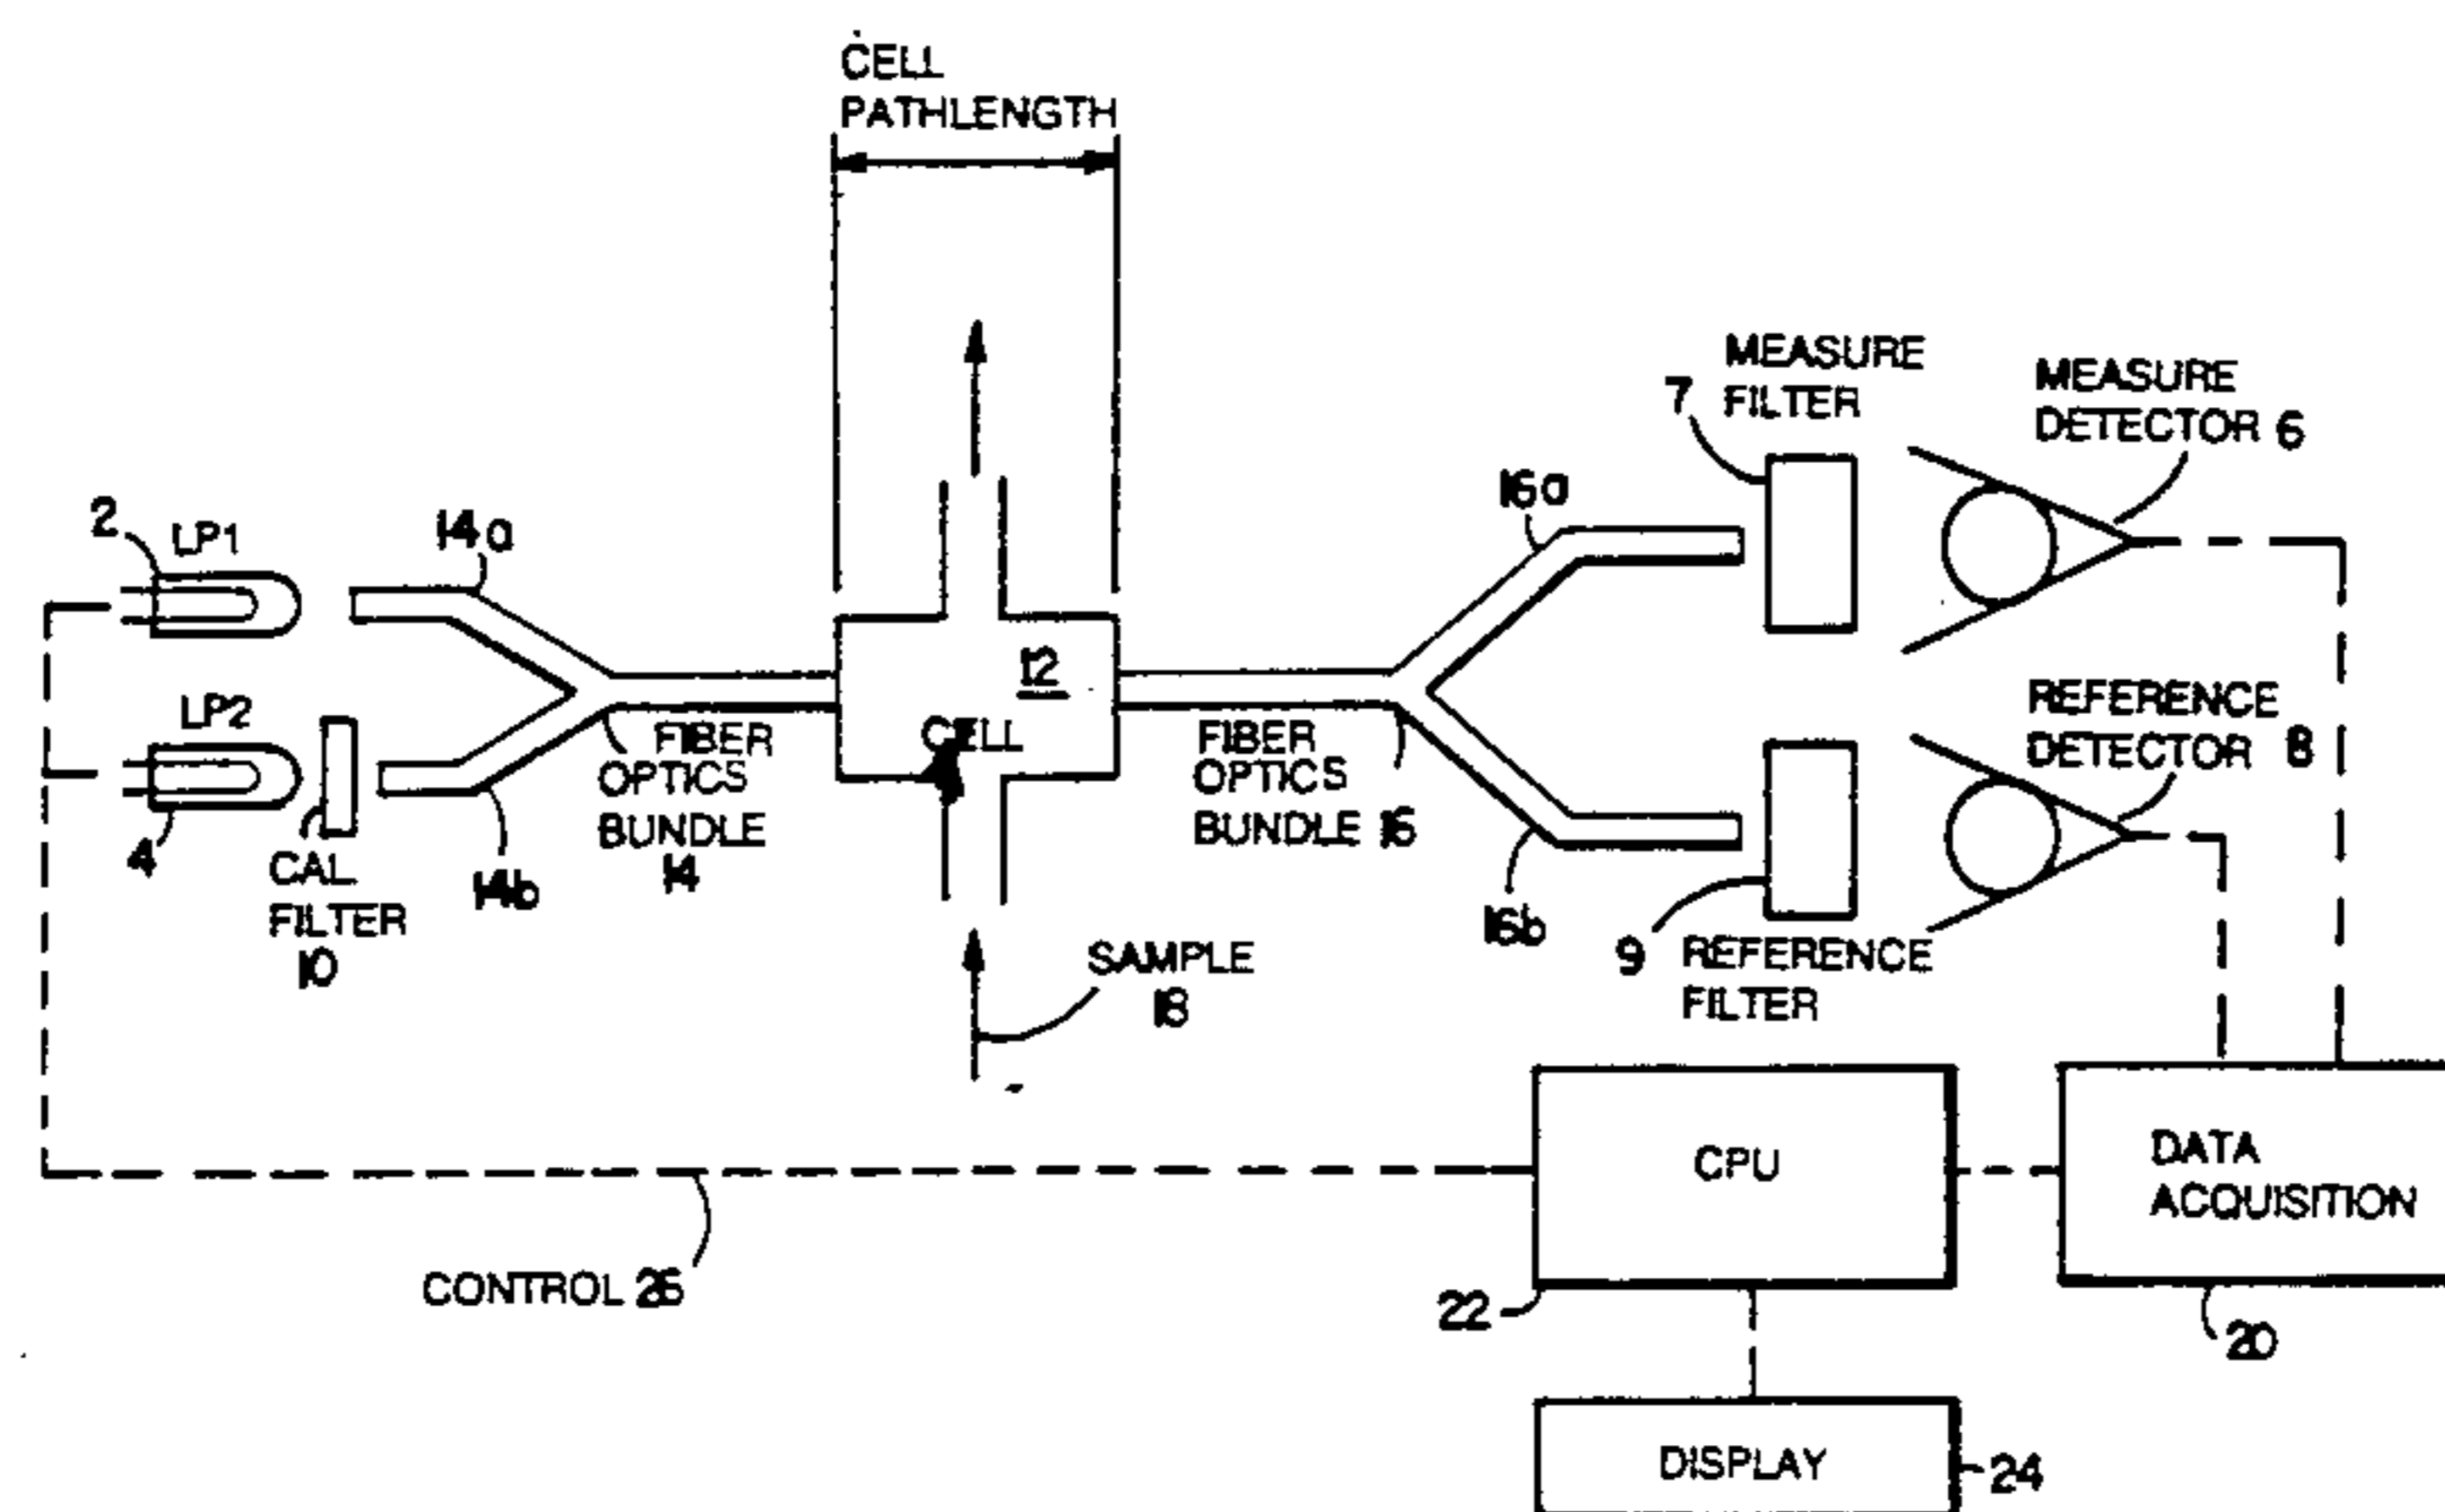 CELL
PATHLENGTH
MEASURE
FILTER
7
MEASURE
DETECTOR 6
2
LP1
14a
16a
12
CELL
LP2
4
CAL
FILTER
10
14b
FIBER
OPTICS
BUNDLE
14
FIBER
OPTICS
BUNDLE 16
REFERENCE
DETECTOR 8
16b
9
REFERENCE
FILTER
SAMPLE
18
CPU
DATA
ACQUISITION
CONTROL 26
22
20
DISPLAY
24